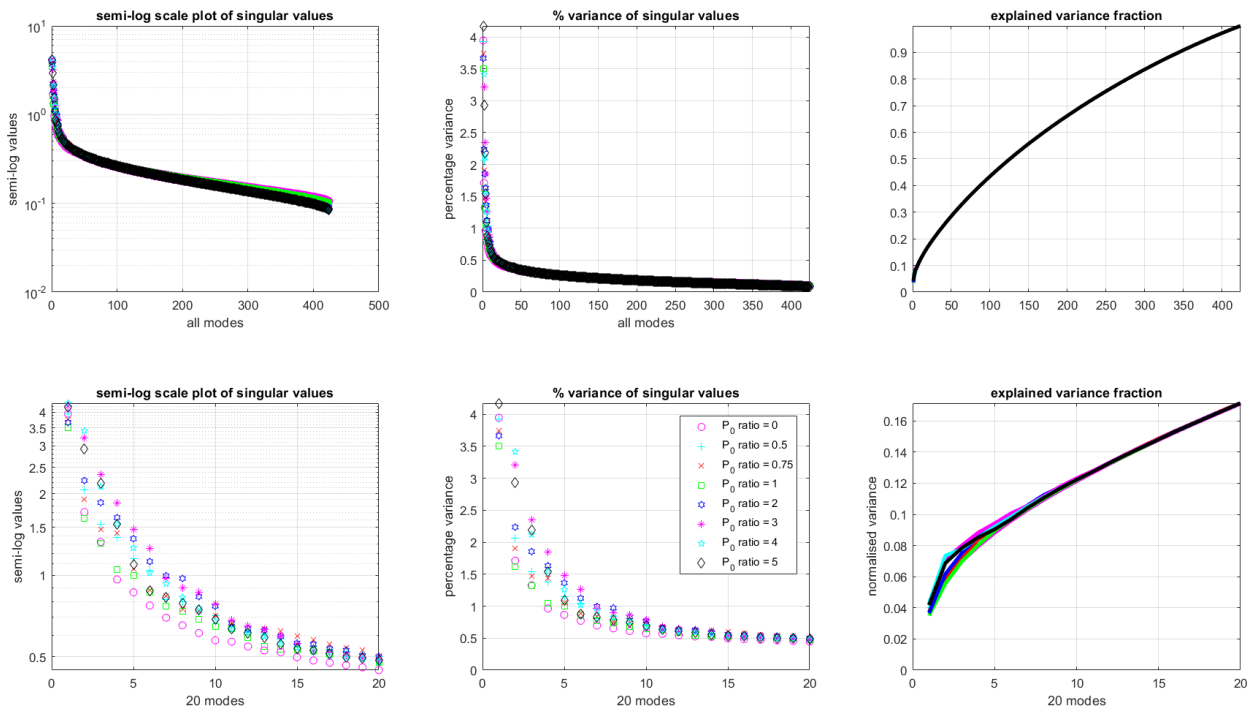 semi-log scale plot of singular values
semi-log values
10^1
10^0
10^-1
10^-2
0 100 200 300 400 500
all modes
% variance of singular values
percentage variance
4
3.5
3
2.5
2
1.5
1
0.5
0
0 50 100 150 200 250 300 350 400
all modes
explained variance fraction
0.9
0.8
0.7
0.6
0.5
0.4
0.3
0.2
0.1
0
50 100 150 200 250 300 350 400
semi-log scale plot of singular values
semi-log values
4
3.5
3
2.5
2
1.5
1
0.5
0 5 10 15 20
20 modes
% variance of singular values
percentage variance
4
3.5
3
2.5
2
1.5
1
0.5
0
0 5 10 15 20
20 modes
P_0 ratio = 0
P_0 ratio = 0.5
P_0 ratio = 0.75
P_0 ratio = 1
P_0 ratio = 2
P_0 ratio = 3
P_0 ratio = 4
P_0 ratio = 5
explained variance fraction
normalised variance
0.16
0.14
0.12
0.1
0.08
0.06
0.04
0.02
0
0 5 10 15 20
20 modes